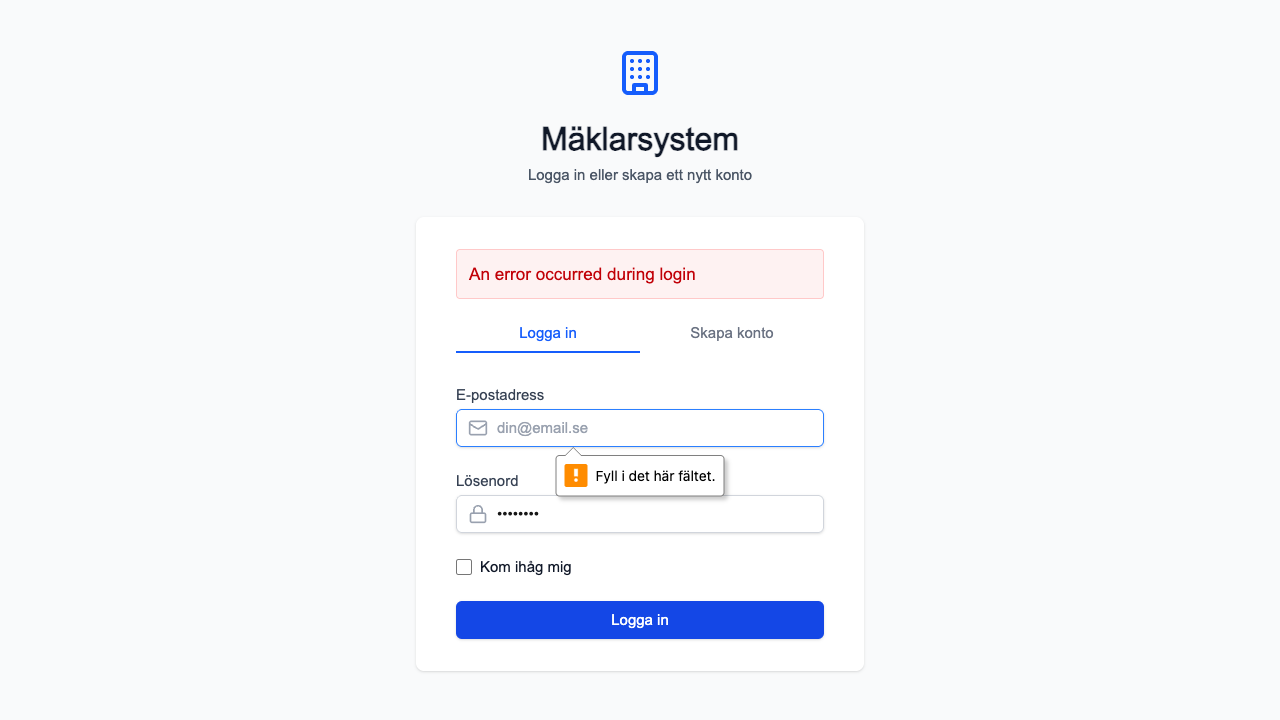 Mäklarsystem
Logga in eller skapa ett nytt konto
An error occurred during login
Logga in
Skapa konto
E-postadress
din@email.se
Fyll i det här fältet.
Lösenord
••••••••
Kom ihåg mig
Logga in